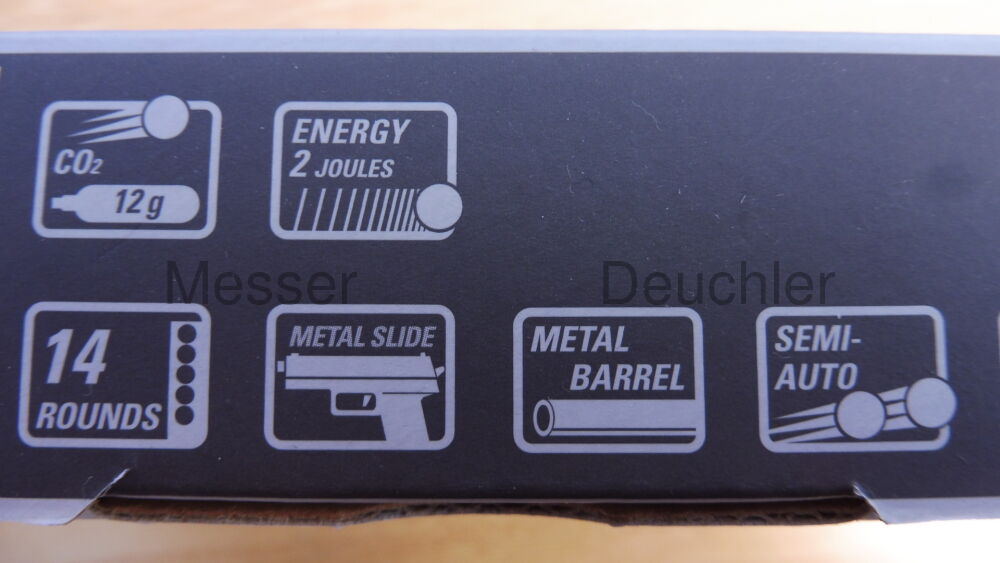 CO2
12g
ENERGY
2 JOULES
Messer Deuchler
14
ROUNDS
METAL SLIDE
METAL
BARREL
SEMI-
AUTO